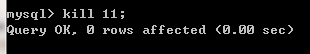 mysql> kill 11;
Query OK, 0 rows affected (0.00 sec)